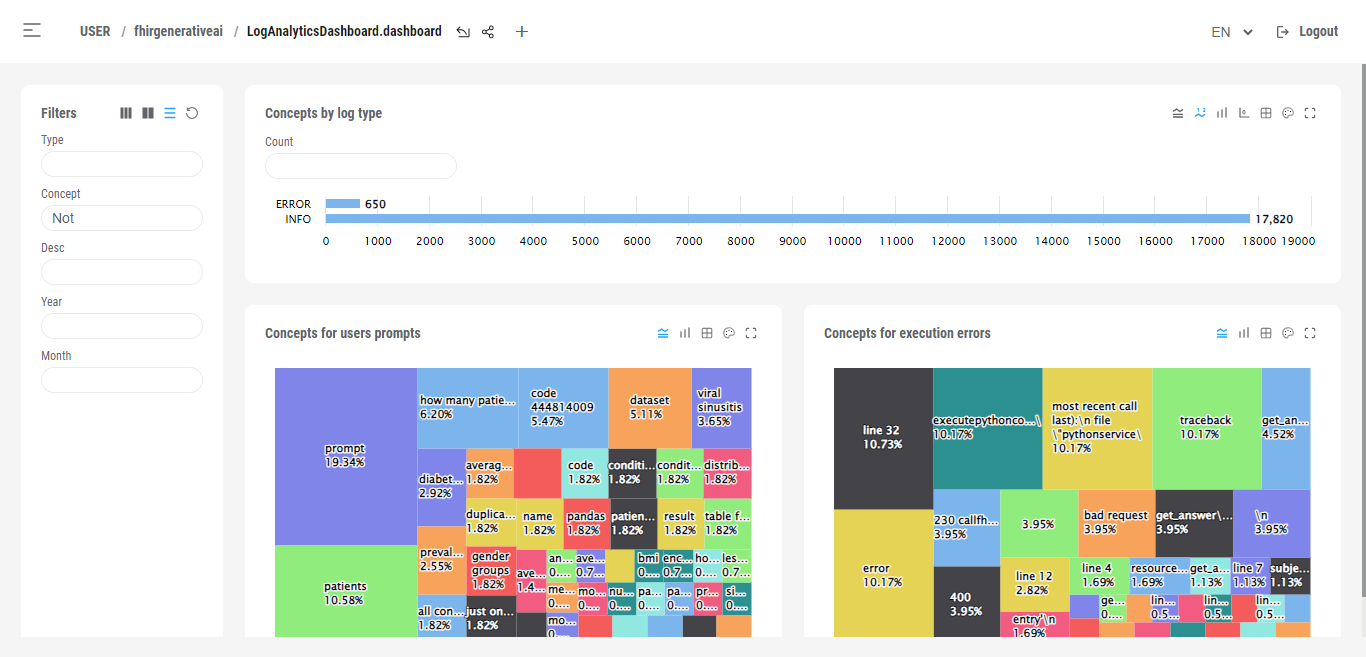 USER / fhirgenerativeai / LogAnalyticsDashboard.dashboard
EN
Logout
Filters
Type
Concept
Not
Desc
Year
Month
Concepts by log type
Count
ERROR 650
INFO 17,820
0 1000 2000 3000 4000 5000 6000 7000 8000 9000 10000 11000 12000 13000 14000 15000 16000 17000 18000 19000
Concepts for users prompts
prompt
19.34%
patients
10.58%
how many patie...
6.20%
code
444814009
5.47%
dataset
5.11%
viral
sinusitis
3.65%
diabet...
2.92%
averag...
1.82%
code
1.82%
conditi...
1.82%
condit...
1.82%
distrib...
1.82%
duplica...
1.82%
name
1.82%
pandas
1.82%
patien...
1.82%
result
1.82%
table f...
1.82%
preval...
2.55%
gender
groups
1.82%
all con...
1.82%
just on...
1.82%
ave...
1.4...
an...
0....
ave...
0.7...
bmi
0....
enc...
0.7...
ho...
0....
les...
0.7...
me...
0....
mo...
0....
nu...
0....
pa...
0....
pa...
0....
pr...
0....
si...
0....
mo...
0....
Concepts for execution errors
line 32
10.73%
error
10.17%
executepythonco...\
10.17%
most recent call
last):\n file
\"pythonservice\
10.17%
traceback
10.17%
get_an...
4.52%
230 callfh...
3.95%
3.95%
bad request
3.95%
get_answer\...
3.95%
\n
3.95%
400
3.95%
line 12
2.82%
entry'\n
1.69%
line 4
1.69%
resource...
1.69%
get_a...
1.13%
line 7
1.13%
subje...
1.13%
ge...
0....
lin...
0.5...
lin...
0.5...
lin...
0.5...